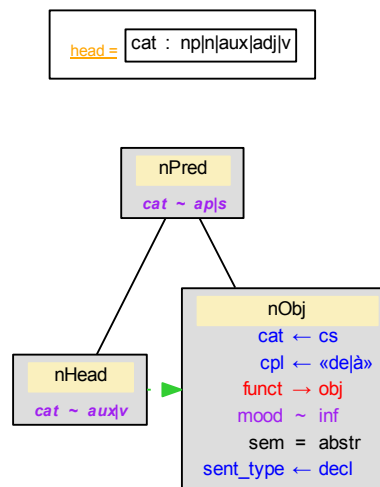 head = cat : np|n|aux|adj|v
nPred
cat ~ ap|s
nObj
cat ← cs
cpl ← «de|à»
funct → obj
mood ~ inf
sem = abstr
sent_type ← decl
nHead
cat ~ aux|v